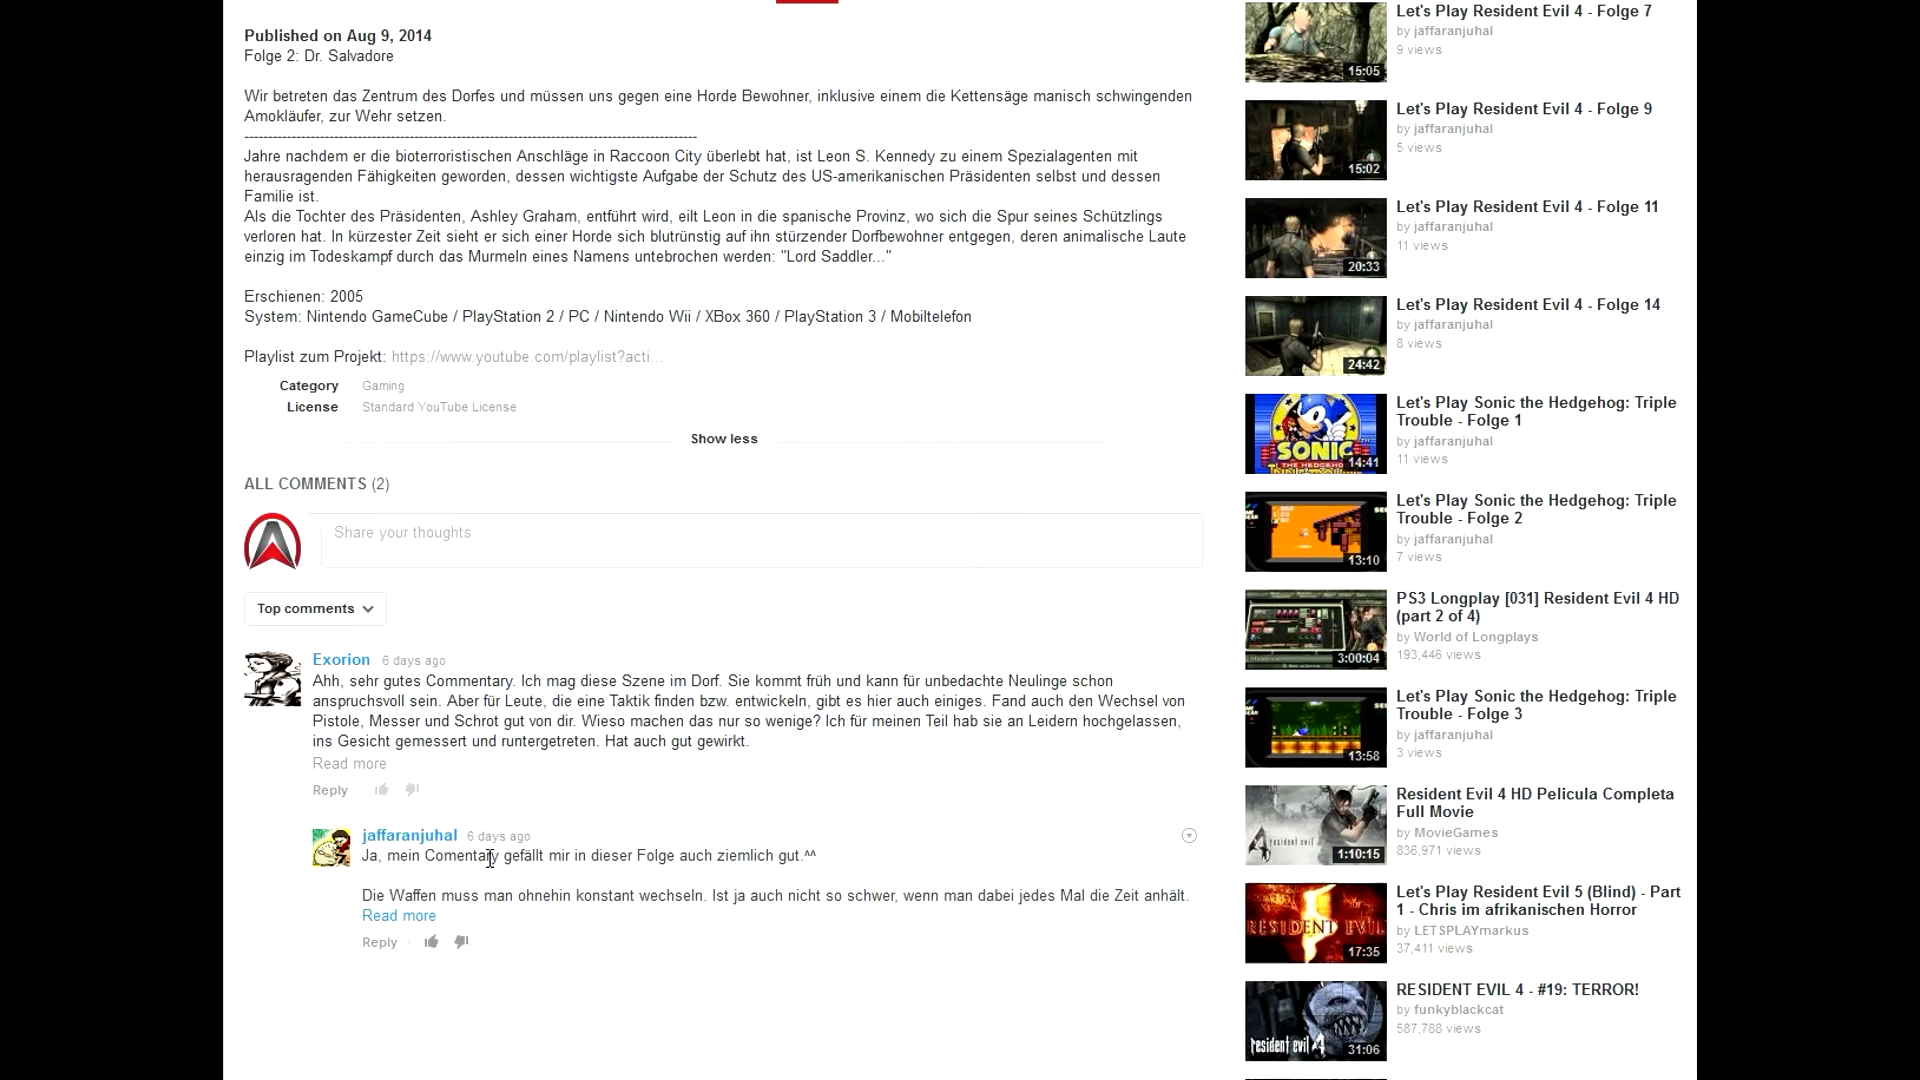 Published on Aug 9, 2014
Folge 2: Dr. Salvadore
Wir betreten das Zentrum des Dorfes und müssen uns gegen eine Horde Bewohner, inklusive einem die Kettensäge manisch schwingenden
Amokläufer, zur Wehr setzen.
-----------------------------------------------------------------------------------------------
Jahre nachdem er die bioterroristischen Anschläge in Raccoon City überlebt hat, ist Leon S. Kennedy zu einem Spezialagenten mit
herausragenden Fähigkeiten geworden, dessen wichtigste Aufgabe der Schutz des US-amerikanischen Präsidenten selbst und dessen
Familie ist.
Als die Tochter des Präsidenten, Ashley Graham, entführt wird, eilt Leon in die spanische Provinz, wo sich die Spur seines Schützlings
verloren hat. In kürzester Zeit sieht er sich einer Horde sich blutrünstig auf ihn stürzender Dorfbewohner entgegen, deren animalische Laute
einzig im Todeskampf durch das Murmeln eines Namens untebrochen werden: "Lord Saddler..."
Erschienen: 2005
System: Nintendo GameCube / PlayStation 2 / PC / Nintendo Wii / XBox 360 / PlayStation 3 / Mobiltelefon
Playlist zum Projekt: https://www.youtube.com/playlist?acti...
Category Gaming
License Standard YouTube License
Show less
ALL COMMENTS (2)
Share your thoughts
Top comments
Exorion 6 days ago
Ahh, sehr gutes Commentary. Ich mag diese Szene im Dorf. Sie kommt früh und kann für unbedachte Neulinge schon
anspruchsvoll sein. Aber für Leute, die eine Taktik finden bzw. entwickeln, gibt es hier auch einiges. Fand auch den Wechsel von
Pistole, Messer und Schrot gut von dir. Wieso machen das nur so wenige? Ich für meinen Teil hab sie an Leidern hochgelassen,
ins Gesicht gemessert und runtergetreten. Hat auch gut gewirkt.
Read more
Reply
jaffaranjuhal 6 days ago
Ja, mein Comentary gefällt mir in dieser Folge auch ziemlich gut.^^
Die Waffen muss man ohnehin konstant wechseln. Ist ja auch nicht so schwer, wenn man dabei jedes Mal die Zeit anhält.
Read more
Reply
Let's Play Resident Evil 4 - Folge 7
by jaffaranjuhal
9 views
15:05
Let's Play Resident Evil 4 - Folge 9
by jaffaranjuhal
5 views
15:02
Let's Play Resident Evil 4 - Folge 11
by jaffaranjuhal
11 views
20:33
Let's Play Resident Evil 4 - Folge 14
by jaffaranjuhal
8 views
24:42
Let's Play Sonic the Hedgehog: Triple
Trouble - Folge 1
by jaffaranjuhal
11 views
SONIC
THE HEDGEHOG
14:41
Let's Play Sonic the Hedgehog: Triple
Trouble - Folge 2
by jaffaranjuhal
7 views
13:10
PS3 Longplay [031] Resident Evil 4 HD
(part 2 of 4)
by World of Longplays
193,446 views
3:00:04
Let's Play Sonic the Hedgehog: Triple
Trouble - Folge 3
by jaffaranjuhal
3 views
13:58
Resident Evil 4 HD Pelicula Completa
Full Movie
by MovieGames
836,971 views
4 resident evil
1:10:15
Let's Play Resident Evil 5 (Blind) - Part
1 - Chris im afrikanischen Horror
by LETSPLAYmarkus
37,411 views
RESIDENT EVIL
17:35
RESIDENT EVIL 4 - #19: TERROR!
by funkyblackcat
587,788 views
resident evil 4
31:06